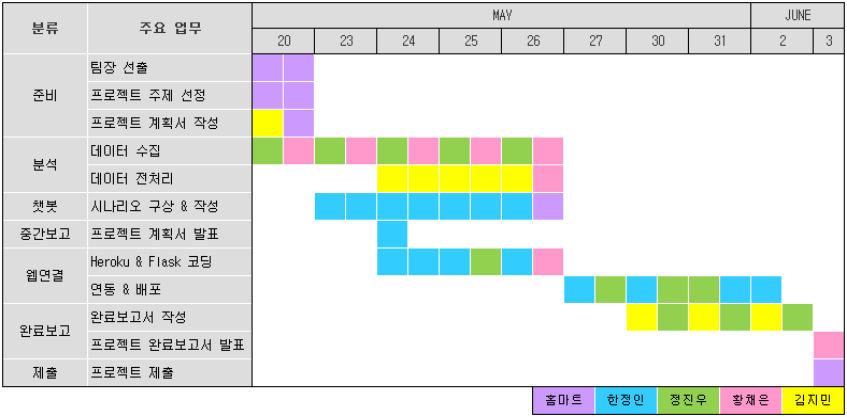 분류 주요 업무 MAY JUNE
20 23 24 25 26 27 30 31 2 3
준비 팀장 선출
프로젝트 주제 선정
프로젝트 계획서 작성
분석 데이터 수집
데이터 전처리
챗봇 시나리오 구상 & 작성
중간보고 프로젝트 계획서 발표
웹연결 Heroku & Flask 코딩
연동 & 배포
완료보고 완료보고서 작성
프로젝트 완료보고서 발표
제출 프로젝트 제출
홈마트 한정인 정진우 황채은 김지민